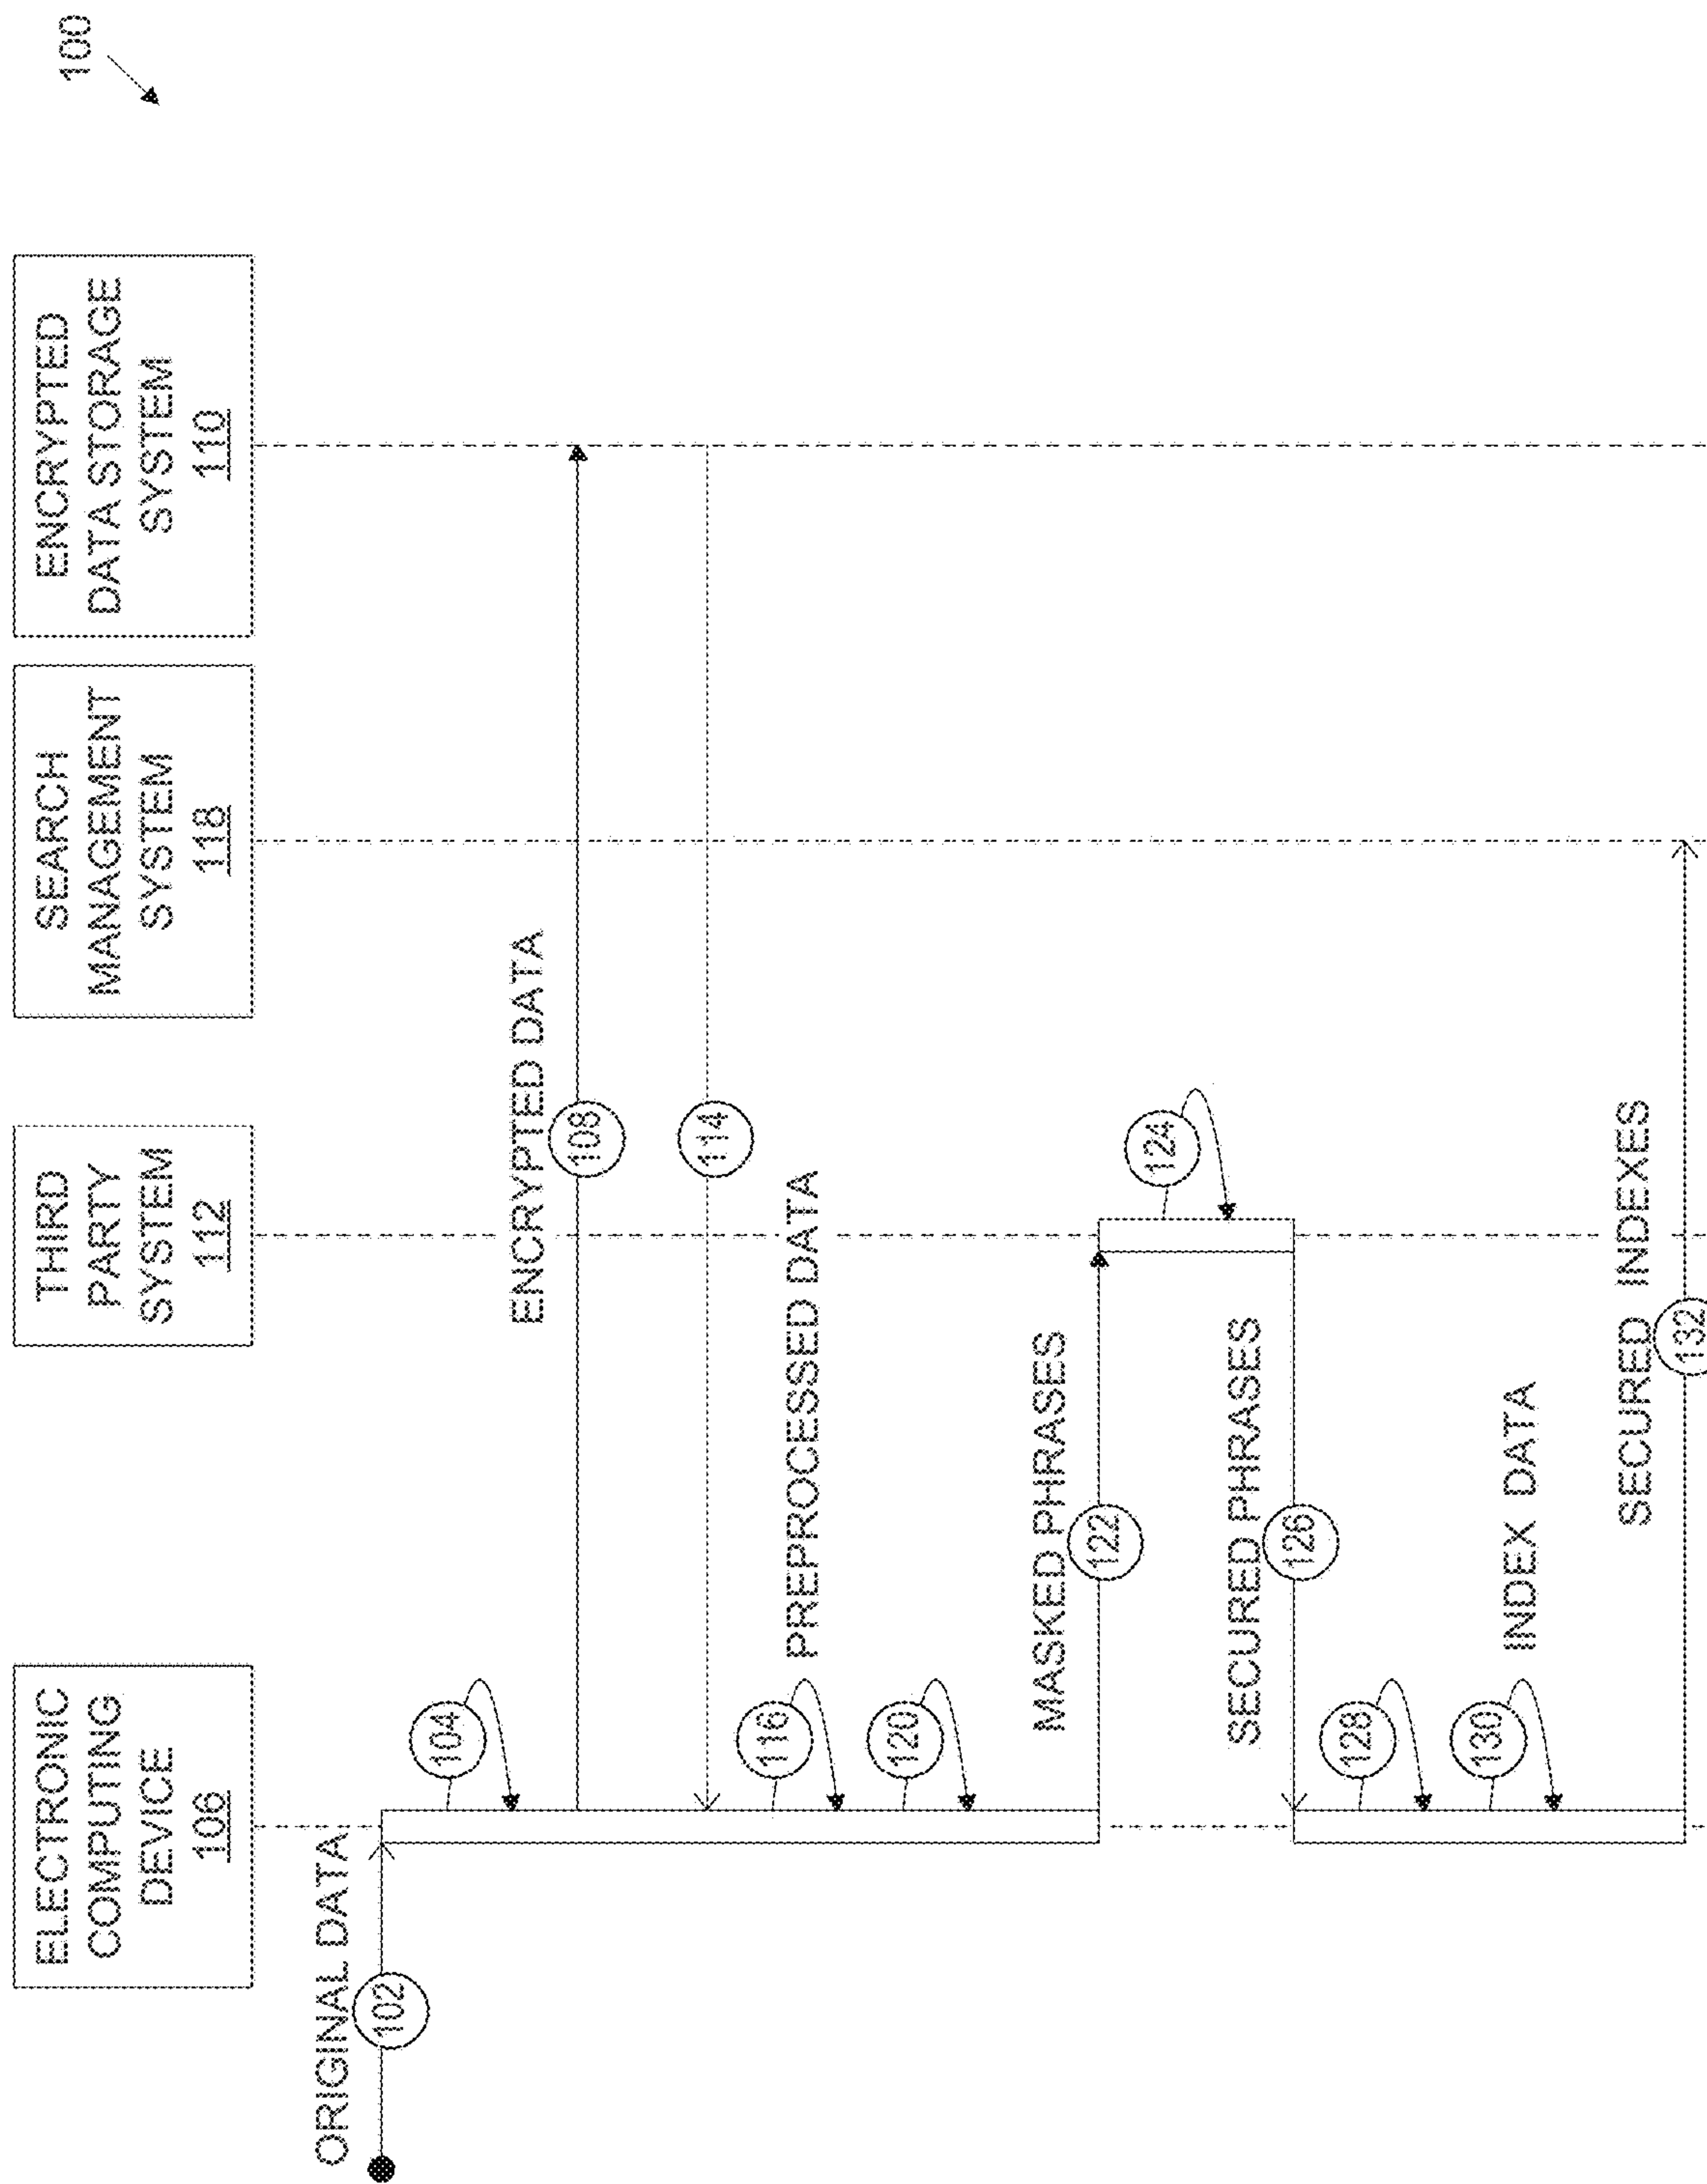 100
ELECTRONIC
COMPUTING
DEVICE
106
THIRD
PARTY
SYSTEM
112
SEARCH
MANAGEMENT
SYSTEM
118
ENCRYPTED
DATA STORAGE
SYSTEM
110
ORIGINAL DATA
102
104
ENCRYPTED DATA
108
114
116
PREPROCESSED DATA
120
MASKED PHRASES
122
124
SECURED PHRASES
126
128
INDEX DATA
130
SECURED INDEXES
132